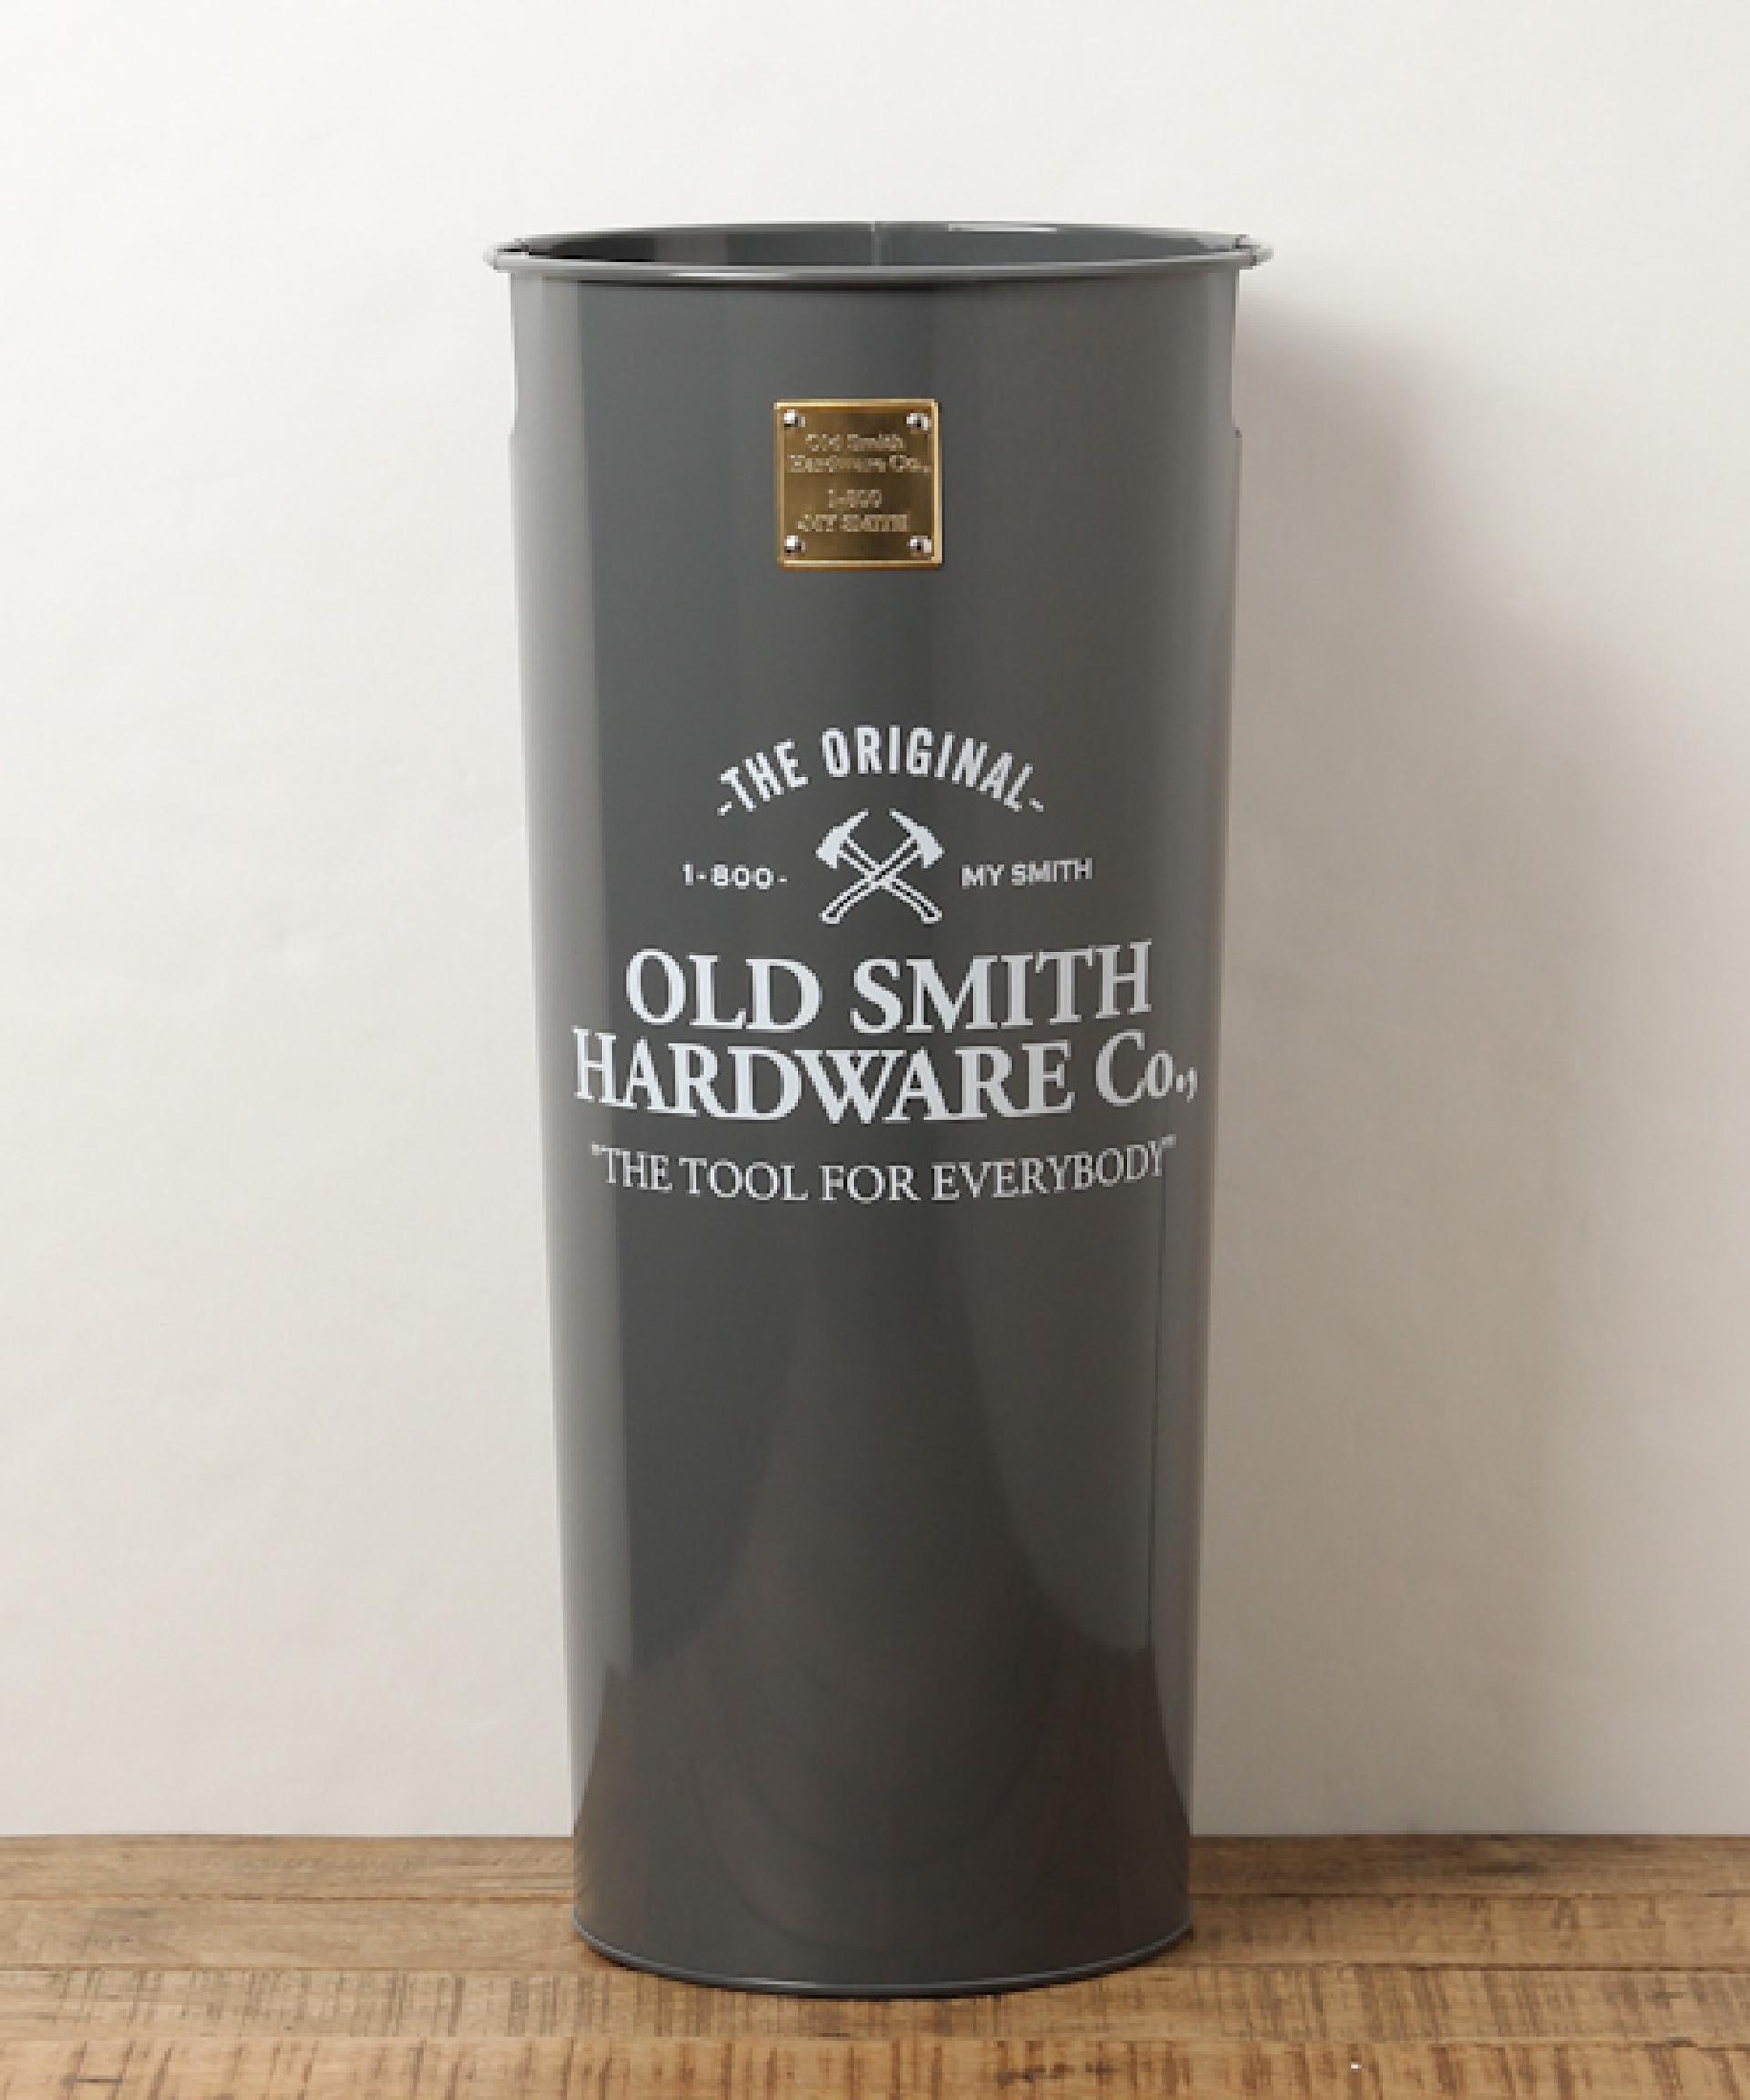 Old Smith
Hardware Co.,
1-800
-MY SMITH
-THE ORIGINAL-
1-800- MY SMITH
OLD SMITH
HARDWARE Co.,
"THE TOOL FOR EVERYBODY"